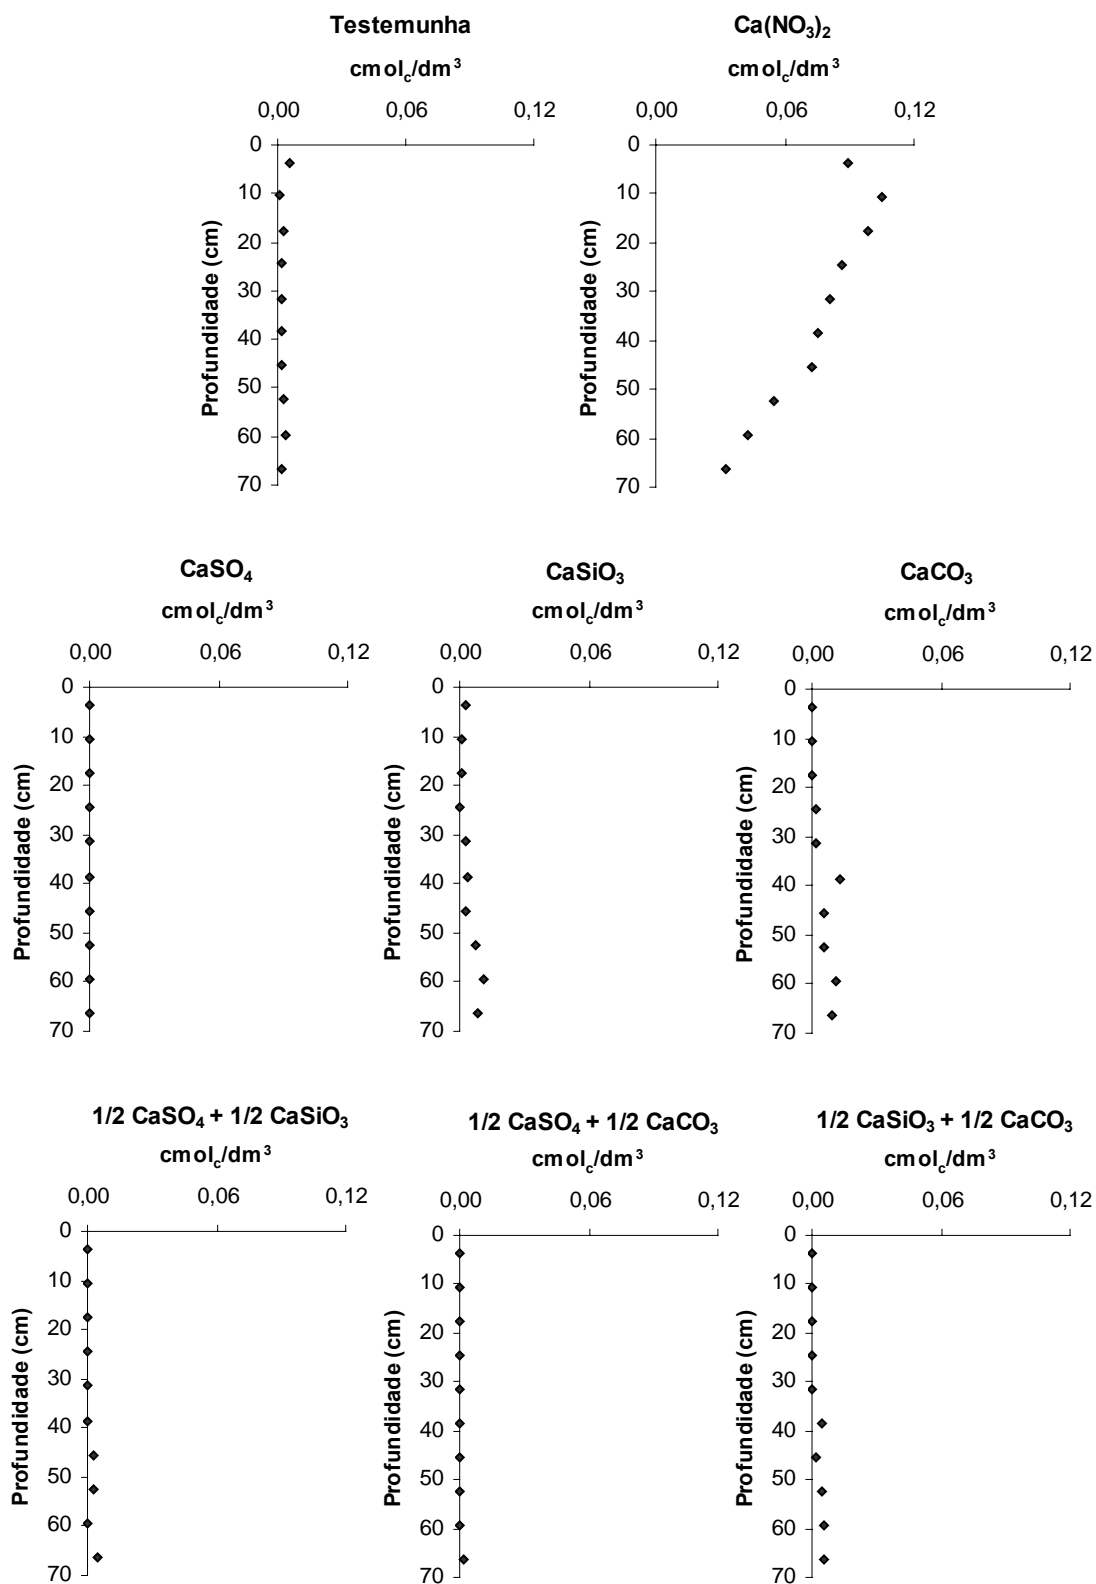 Testemunha
cmol_c/dm³
0,00 0,06 0,12
0
10
20
30
40
50
60
70
Profundidade (cm)
Ca(NO₃)₂
cmol_c/dm³
0,00 0,06 0,12
0
10
20
30
40
50
60
70
Profundidade (cm)
CaSO₄
cmol_c/dm³
0,00 0,06 0,12
0
10
20
30
40
50
60
70
Profundidade (cm)
CaSiO₃
cmol_c/dm³
0,00 0,06 0,12
0
10
20
30
40
50
60
70
Profundidade (cm)
CaCO₃
cmol_c/dm³
0,00 0,06 0,12
0
10
20
30
40
50
60
70
Profundidade (cm)
1/2 CaSO₄ + 1/2 CaSiO₃
cmol_c/dm³
0,00 0,06 0,12
0
10
20
30
40
50
60
70
Profundidade (cm)
1/2 CaSO₄ + 1/2 CaCO₃
cmol_c/dm³
0,00 0,06 0,12
0
10
20
30
40
50
60
70
Profundidade (cm)
1/2 CaSiO₃ + 1/2 CaCO₃
cmol_c/dm³
0,00 0,06 0,12
0
10
20
30
40
50
60
70
Profundidade (cm)